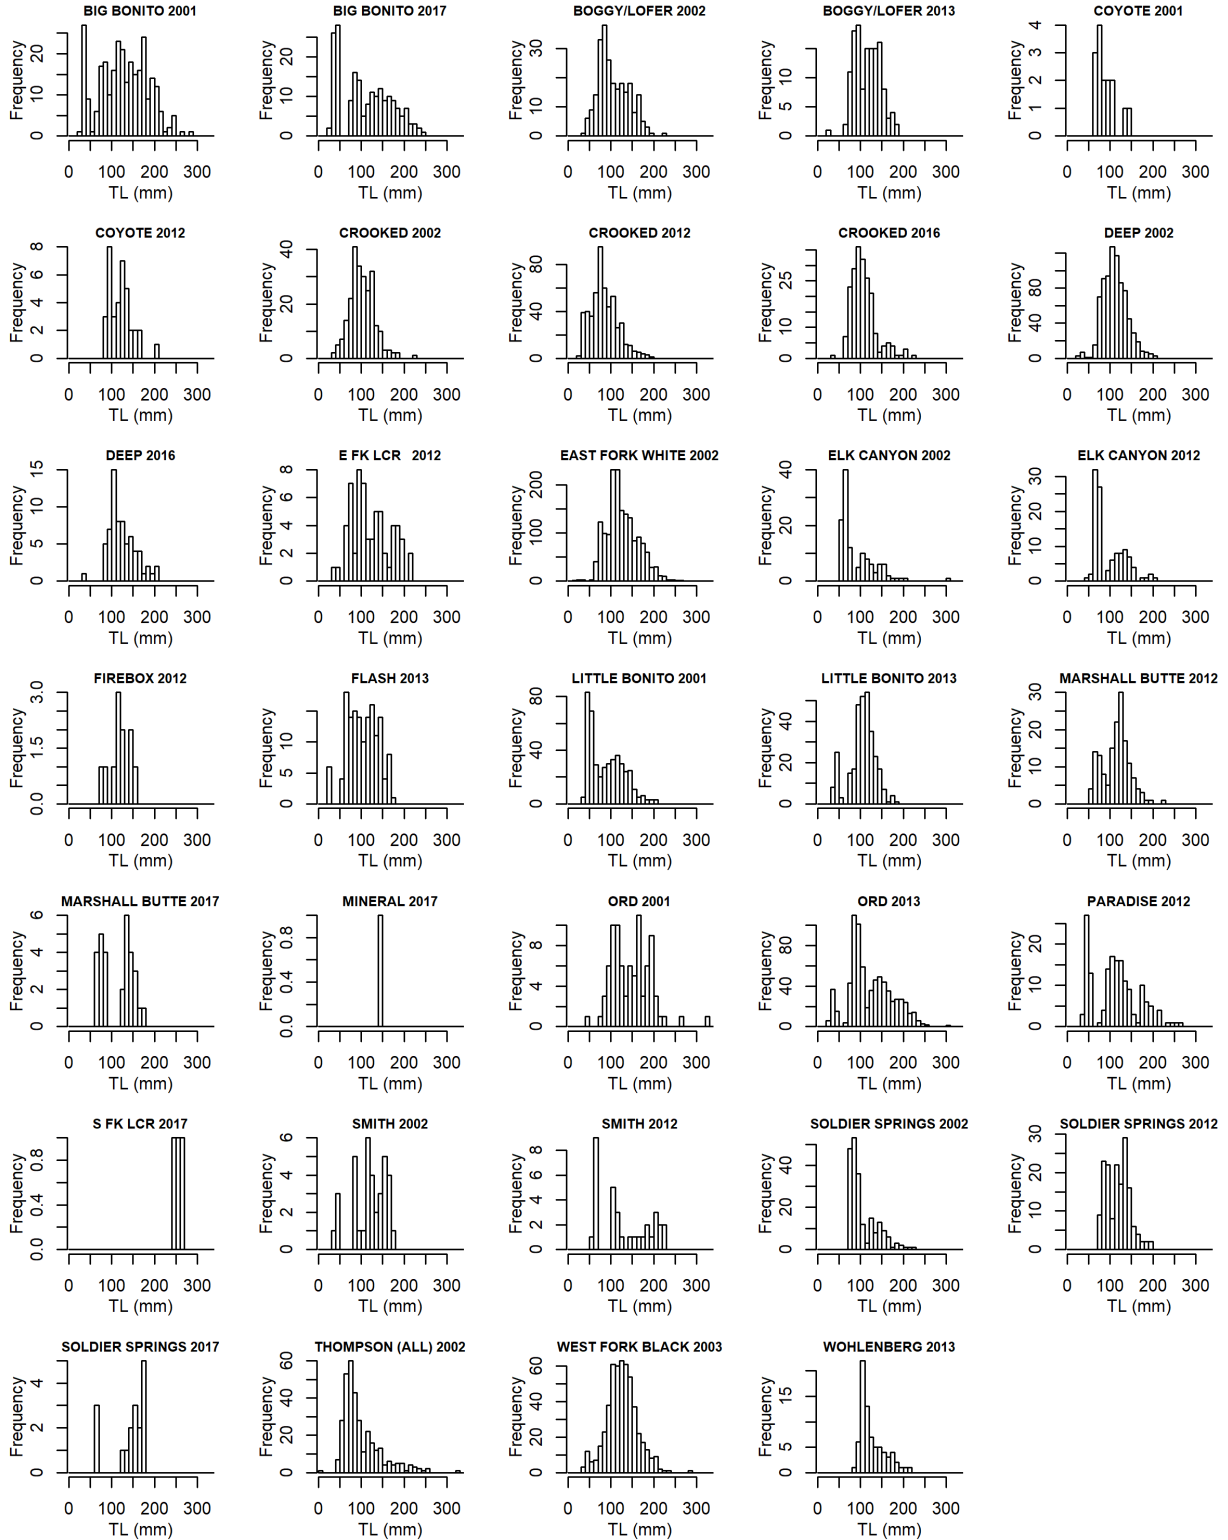 BIG BONITO 2001
Frequency
0 10 20
0 100 200 300
TL (mm)
BIG BONITO 2017
Frequency
0 10 20
0 100 200 300
TL (mm)
BOGGY/LOFER 2002
Frequency
0 10 30
0 100 200 300
TL (mm)
BOGGY/LOFER 2013
Frequency
0 5 10
0 100 200 300
TL (mm)
COYOTE 2001
Frequency
0 1 2 3 4
0 100 200 300
TL (mm)
COYOTE 2012
Frequency
0 2 4 6 8
0 100 200 300
TL (mm)
CROOKED 2002
Frequency
0 20 40
0 100 200 300
TL (mm)
CROOKED 2012
Frequency
0 40 80
0 100 200 300
TL (mm)
CROOKED 2016
Frequency
0 10 25
0 100 200 300
TL (mm)
DEEP 2002
Frequency
0 40 80
0 100 200 300
TL (mm)
DEEP 2016
Frequency
0 5 10 15
0 100 200 300
TL (mm)
E FK LCR 2012
Frequency
0 2 4 6 8
0 100 200 300
TL (mm)
EAST FORK WHITE 2002
Frequency
0 100 200
0 100 200 300
TL (mm)
ELK CANYON 2002
Frequency
0 20 40
0 100 200 300
TL (mm)
ELK CANYON 2012
Frequency
0 10 20 30
0 100 200 300
TL (mm)
FIREBOX 2012
Frequency
0.0 1.5 3.0
0 100 200 300
TL (mm)
FLASH 2013
Frequency
0 5 10
0 100 200 300
TL (mm)
LITTLE BONITO 2001
Frequency
0 40 80
0 100 200 300
TL (mm)
LITTLE BONITO 2013
Frequency
0 20 40
0 100 200 300
TL (mm)
MARSHALL BUTTE 2012
Frequency
0 10 20 30
0 100 200 300
TL (mm)
MARSHALL BUTTE 2017
Frequency
0 2 4 6
0 100 200 300
TL (mm)
MINERAL 2017
Frequency
0.0 0.4 0.8
0 100 200 300
TL (mm)
ORD 2001
Frequency
0 4 8
0 100 200 300
TL (mm)
ORD 2013
Frequency
0 40 80
0 100 200 300
TL (mm)
PARADISE 2012
Frequency
0 10 20
0 100 200 300
TL (mm)
S FK LCR 2017
Frequency
0.0 0.4 0.8
0 100 200 300
TL (mm)
SMITH 2002
Frequency
0 2 4 6
0 100 200 300
TL (mm)
SMITH 2012
Frequency
0 2 4 6 8
0 100 200 300
TL (mm)
SOLDIER SPRINGS 2002
Frequency
0 20 40
0 100 200 300
TL (mm)
SOLDIER SPRINGS 2012
Frequency
0 10 20 30
0 100 200 300
TL (mm)
SOLDIER SPRINGS 2017
Frequency
0 2 4
0 100 200 300
TL (mm)
THOMPSON (ALL) 2002
Frequency
0 20 40 60
0 100 200 300
TL (mm)
WEST FORK BLACK 2003
Frequency
0 20 40 60
0 100 200 300
TL (mm)
WOHLENBERG 2013
Frequency
0 5 15
0 100 200 300
TL (mm)